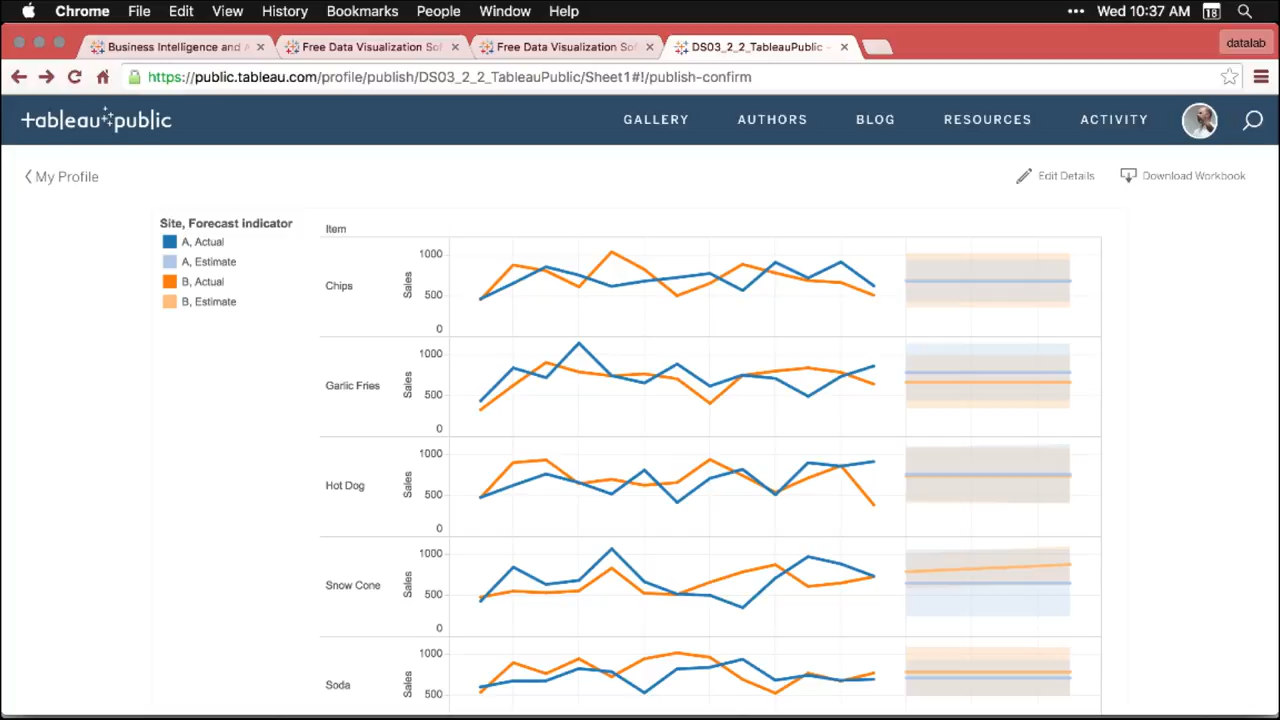 Chrome File Edit View History Bookmarks People Window Help ••• Wed 10:37 AM 18
Business Intelligence and Free Data Visualization Sof Free Data Visualization Sof DS03_2_2_TableauPublic - datalab
https://public.tableau.com/profile/publish/DS03_2_2_TableauPublic/Sheet1#!/publish-confirm
tableau public GALLERY AUTHORS BLOG RESOURCES ACTIVITY
My Profile Edit Details Download Workbook
Site, Forecast indicator
A, Actual
A, Estimate
B, Actual
B, Estimate
Item
Chips Sales 1000
500
0
Garlic Fries Sales 1000
500
0
Hot Dog Sales 1000
500
0
Snow Cone Sales 1000
500
0
Soda Sales 1000
500